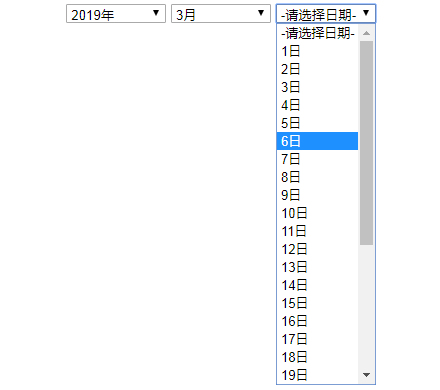 2019年 3月 -请选择日期-
-请选择日期-
1日
2日
3日
4日
5日
6日
7日
8日
9日
10日
11日
12日
13日
14日
15日
16日
17日
18日
19日